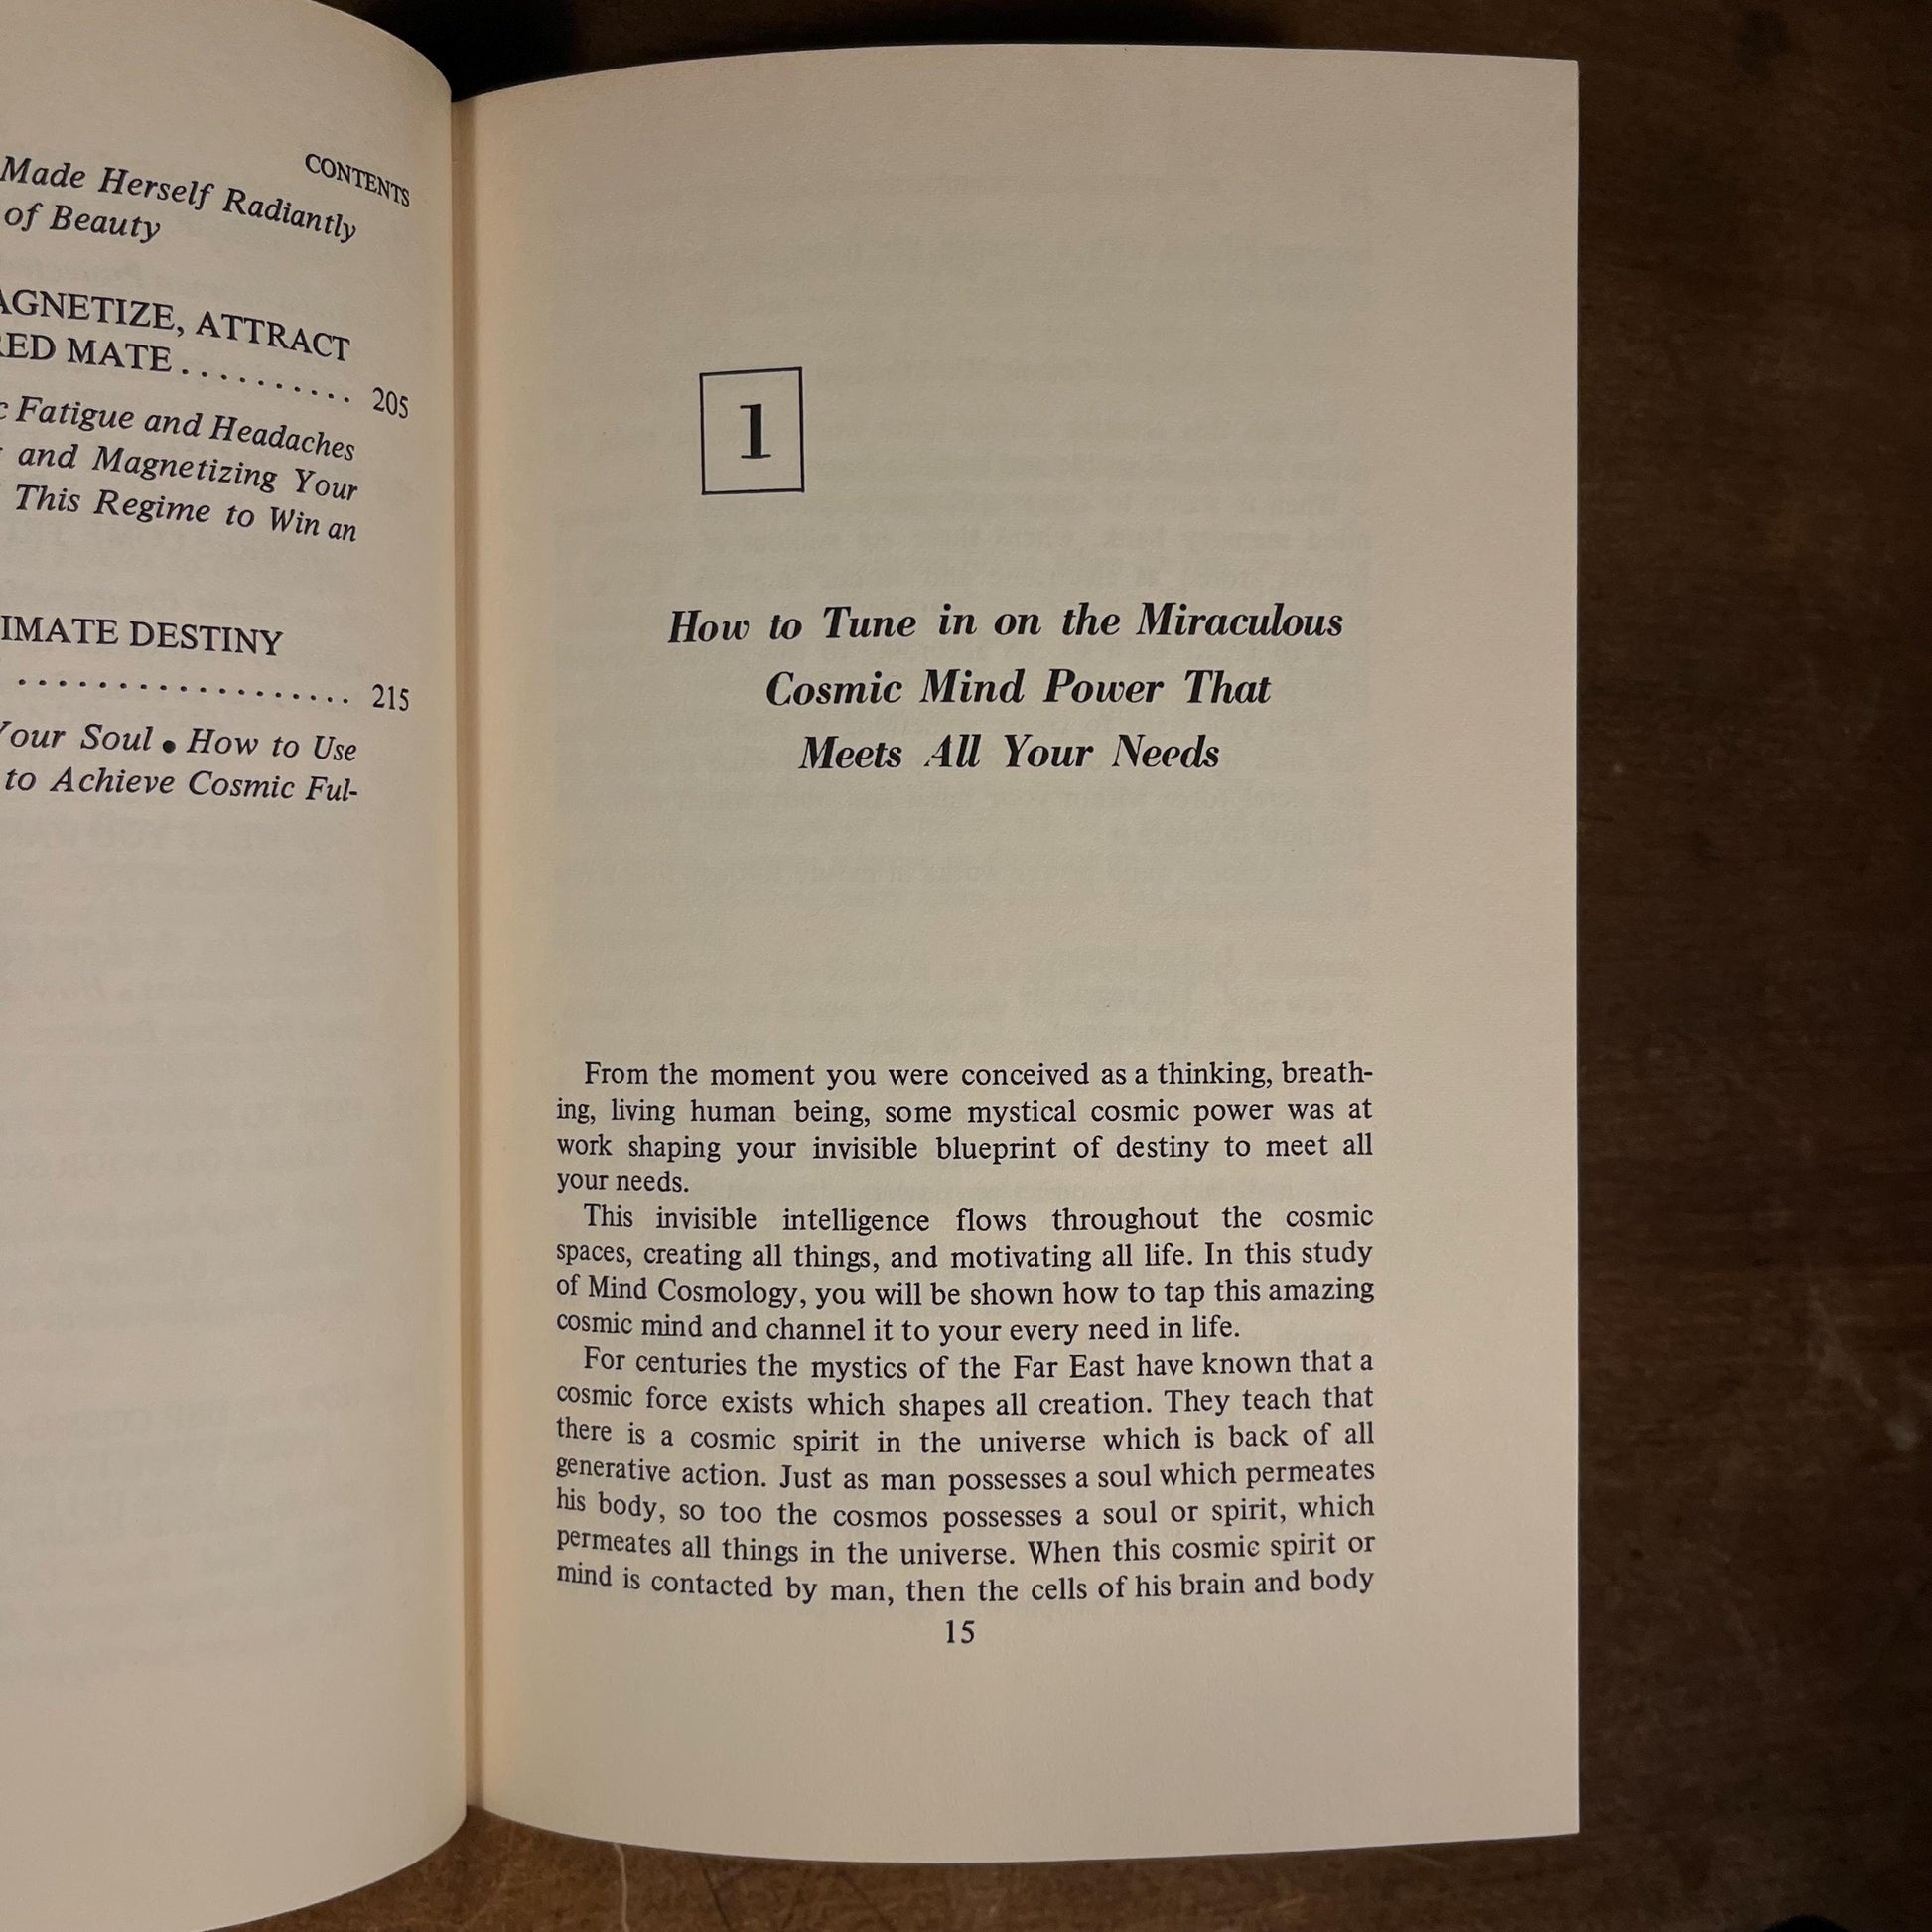 CONTENTS
Made Herself Radiantly
of Beauty
AGNETIZE, ATTRACT
RED MATE.......... 205
Fatigue and Headaches
and Magnetizing Your
This Regime to Win an
IMATE DESTINY
.................. 215
Your Soul ● How to Use
to Achieve Cosmic Ful-
1
How to Tune in on the Miraculous
Cosmic Mind Power That
Meets All Your Needs
From the moment you were conceived as a thinking, breath-
ing, living human being, some mystical cosmic power was at
work shaping your invisible blueprint of destiny to meet all
your needs.
This invisible intelligence flows throughout the cosmic
spaces, creating all things, and motivating all life. In this study
of Mind Cosmology, you will be shown how to tap this amazing
cosmic mind and channel it to your every need in life.
For centuries the mystics of the Far East have known that a
cosmic force exists which shapes all creation. They teach that
there is a cosmic spirit in the universe which is back of all
generative action. Just as man possesses a soul which permeates
his body, so too the cosmos possesses a soul or spirit, which
permeates all things in the universe. When this cosmic spirit or
mind is contacted by man, then the cells of his brain and body
15